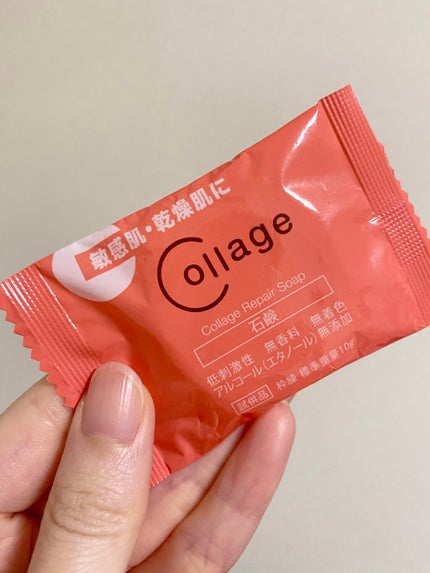 敏感肌・乾燥肌に
Collage
Collage Repair Soap
石鹸
低刺激性 無香料 無着色
アルコール(エタノール)無添加
試供品 枠練 標準重量10g